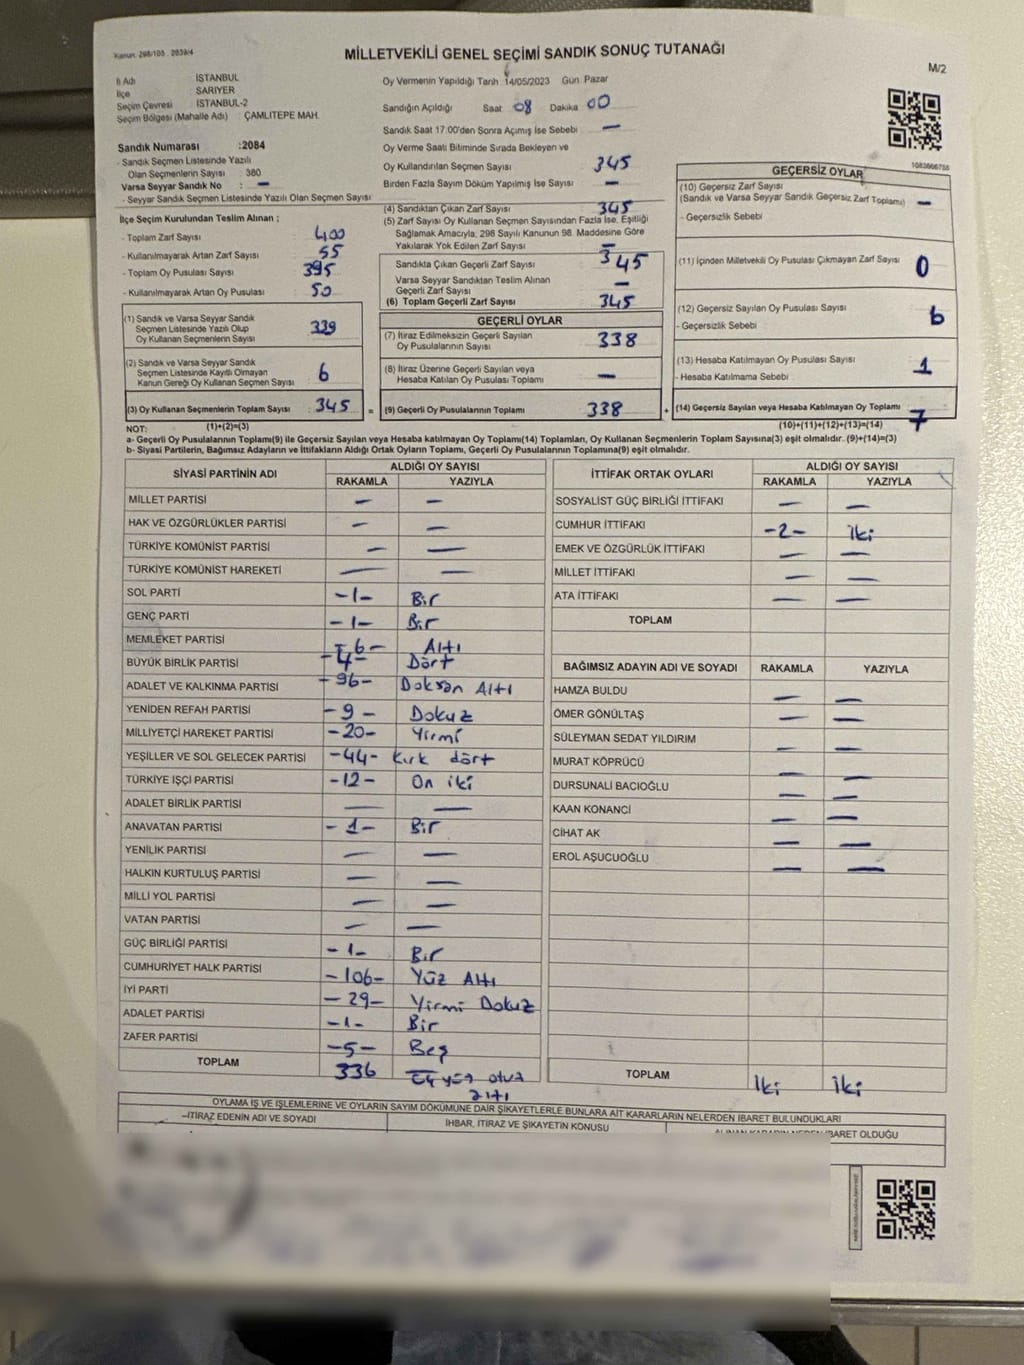 Kanun: 298/105 , 2839/4
MİLLETVEKİLİ GENEL SEÇİMİ SANDIK SONUÇ TUTANAĞI
M/2
İl Adı İSTANBUL
İlçe SARIYER
Seçim Çevresi İSTANBUL-2
Seçim Bölgesi (Mahalle Adı) : ÇAMLITEPE MAH.
Sandık Numarası :2084
- Sandık Seçmen Listesinde Yazılı
Olan Seçmenlerin Sayısı : 380
Varsa Seyyar Sandık No : —
- Seyyar Sandık Seçmen Listesinde Yazılı Olan Seçmen Sayısı
İlçe Seçim Kurulundan Teslim Alınan ;
- Toplam Zarf Sayısı 400
- Kullanılmayarak Artan Zarf Sayısı 55
- Toplam Oy Pusulası Sayısı 395
- Kullanılmayarak Artan Oy Pusulası 50
(1) Sandık ve Varsa Seyyar Sandık
Seçmen Listesinde Yazılı Olup
Oy Kullanan Seçmenlerin Sayısı 339
(2) Sandık ve Varsa Seyyar Sandık
Seçmen Listesinde Kayıtlı Olmayan
Kanun Gereği Oy Kullanan Seçmen Sayısı 6
(3) Oy Kullanan Seçmenlerin Toplam Sayısı 345 =
Oy Vermenin Yapıldığı Tarih :14/05/2023 Gün: Pazar
Sandığın Açıldığı Saat 08 Dakika 00
Sandık Saat 17:00'den Sonra Açımış İse Sebebi —
Oy Verme Saati Bitiminde Sırada Bekleyen ve
Oy Kullandırılan Seçmen Sayısı 345
Birden Fazla Sayım Döküm Yapılmış İse Sayısı —
(4) Sandıktan Çıkan Zarf Sayısı 345
(5) Zarf Sayısı Oy Kullanan Seçmen Sayısından Fazla İse, Eşitliği
Sağlamak Amacıyla; 298 Sayılı Kanunun 98. Maddesine Göre
Yakılarak Yok Edilen Zarf Sayısı —
Sandıkta Çıkan Geçerli Zarf Sayısı 345
Varsa Seyyar Sandıktan Teslim Alınan
Geçerli Zarf Sayısı —
(6) Toplam Geçerli Zarf Sayısı 345
GEÇERLİ OYLAR
(7) İtiraz Edilmeksizin Geçerli Sayılan
Oy Pusulalarının Sayısı 338
(8) İtiraz Üzerine Geçerli Sayılan veya
Hesaba Katılan Oy Pusulası Toplamı —
(9) Geçerli Oy Pusulalarının Toplamı 338 +
1083666755
GEÇERSİZ OYLAR
(10) Geçersiz Zarf Sayısı
(Sandık ve Varsa Seyyar Sandık Geçersiz Zarf Toplamı) —
- Geçersizlik Sebebi
(11) İçinden Milletvekili Oy Pusulası Çıkmayan Zarf Sayısı 0
(12) Geçersiz Sayılan Oy Pusulası Sayısı 6
- Geçersizlik Sebebi
(13) Hesaba Katılmayan Oy Pusulası Sayısı 1
- Hesaba Katılmama Sebebi
(14) Geçersiz Sayılan veya Hesaba Katılmayan Oy Toplamı 7
NOT: (1)+(2)=(3) (10)+(11)+(12)+(13)=(14)
a- Geçerli Oy Pusulalarının Toplamı(9) ile Geçersiz Sayılan veya Hesaba katılmayan Oy Toplamı(14) Toplamları, Oy Kullanan Seçmenlerin Toplam Sayısına(3) eşit olmalıdır. (9)+(14)=(3)
b- Siyasi Partilerin, Bağımsız Adayların ve İttifakların Aldığı Ortak Oyların Toplamı, Geçerli Oy Pusulalarının Toplamına(9) eşit olmalıdır.
SİYASİ PARTİNİN ADI ALDIĞI OY SAYISI
RAKAMLA YAZIYLA
MİLLET PARTİSİ — —
HAK VE ÖZGÜRLÜKLER PARTİSİ — —
TÜRKİYE KOMÜNİST PARTİSİ — —
TÜRKİYE KOMÜNİST HAREKETİ — —
SOL PARTİ -1- Bir
GENÇ PARTİ -1- Bir
MEMLEKET PARTİSİ -6- Altı
BÜYÜK BİRLİK PARTİSİ -4- Dört
ADALET VE KALKINMA PARTİSİ -96- Doksan Altı
YENİDEN REFAH PARTİSİ -9- Dokuz
MİLLİYETÇİ HAREKET PARTİSİ -20- Yirmi
YEŞİLLER VE SOL GELECEK PARTİSİ -44- Kırk dört
TÜRKİYE İŞÇİ PARTİSİ -12- On iki
ADALET BİRLİK PARTİSİ — —
ANAVATAN PARTİSİ -1- Bir
YENİLİK PARTİSİ — —
HALKIN KURTULUŞ PARTİSİ — —
MİLLİ YOL PARTİSİ — —
VATAN PARTİSİ — —
GÜÇ BİRLİĞİ PARTİSİ -1- Bir
CUMHURİYET HALK PARTİSİ -106- Yüz Altı
İYİ PARTİ -29- Yirmi Dokuz
ADALET PARTİSİ -1- Bir
ZAFER PARTİSİ -5- Beş
TOPLAM 336 Üç yüz otuz
altı
İTTİFAK ORTAK OYLARI ALDIĞI OY SAYISI
RAKAMLA YAZIYLA
SOSYALİST GÜÇ BİRLİĞİ İTTİFAKI — —
CUMHUR İTTİFAKI -2- iki
EMEK VE ÖZGÜRLÜK İTTİFAKI — —
MİLLET İTTİFAKI — —
ATA İTTİFAKI — —
TOPLAM
BAĞIMSIZ ADAYIN ADI VE SOYADI RAKAMLA YAZIYLA
HAMZA BULDU — —
ÖMER GÖNÜLTAŞ — —
SÜLEYMAN SEDAT YILDIRIM — —
MURAT KÖPRÜCÜ — —
DURSUNALİ BACIOĞLU — —
KAAN KONANCİ — —
CİHAT AK — —
EROL AŞUCUOĞLU — —
TOPLAM iki iki
OYLAMA İŞ VE İŞLEMLERİNE VE OYLARIN SAYIM DÖKÜMÜNE DAİR ŞİKAYETLERLE BUNLARA AİT KARARLARIN NELERDEN İBARET BULUNDUKLARI
İTİRAZ EDENİN ADI VE SOYADI İHBAR, İTİRAZ VE ŞİKAYETİN KONUSU ALINAN KARARIN NEDEN İBARET OLDUĞU